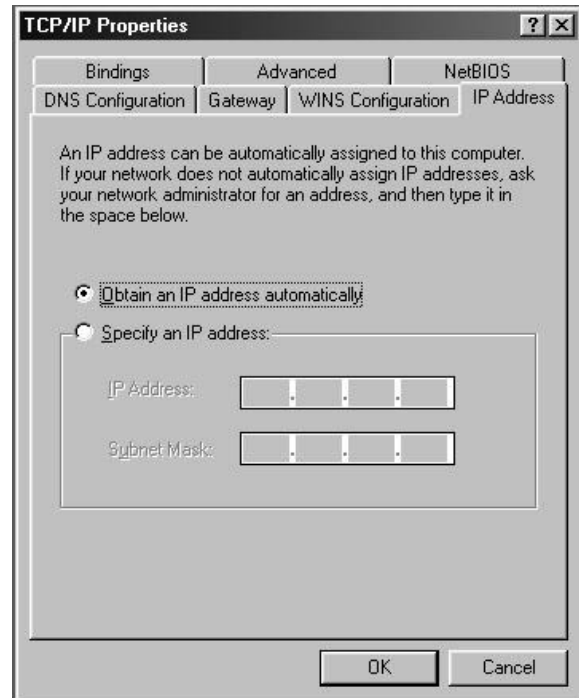 TCP/IP Properties
Bindings
Advanced
NetBIOS
DNS Configuration
Gateway
WINS Configuration
IP Address
An IP address can be automatically assigned to this computer.
If your network does not automatically assign IP addresses, ask
your network administrator for an address, and then type it in
the space below.
Obtain an IP address automatically
Specify an IP address:
IP Address:
Subnet Mask:
OK
Cancel